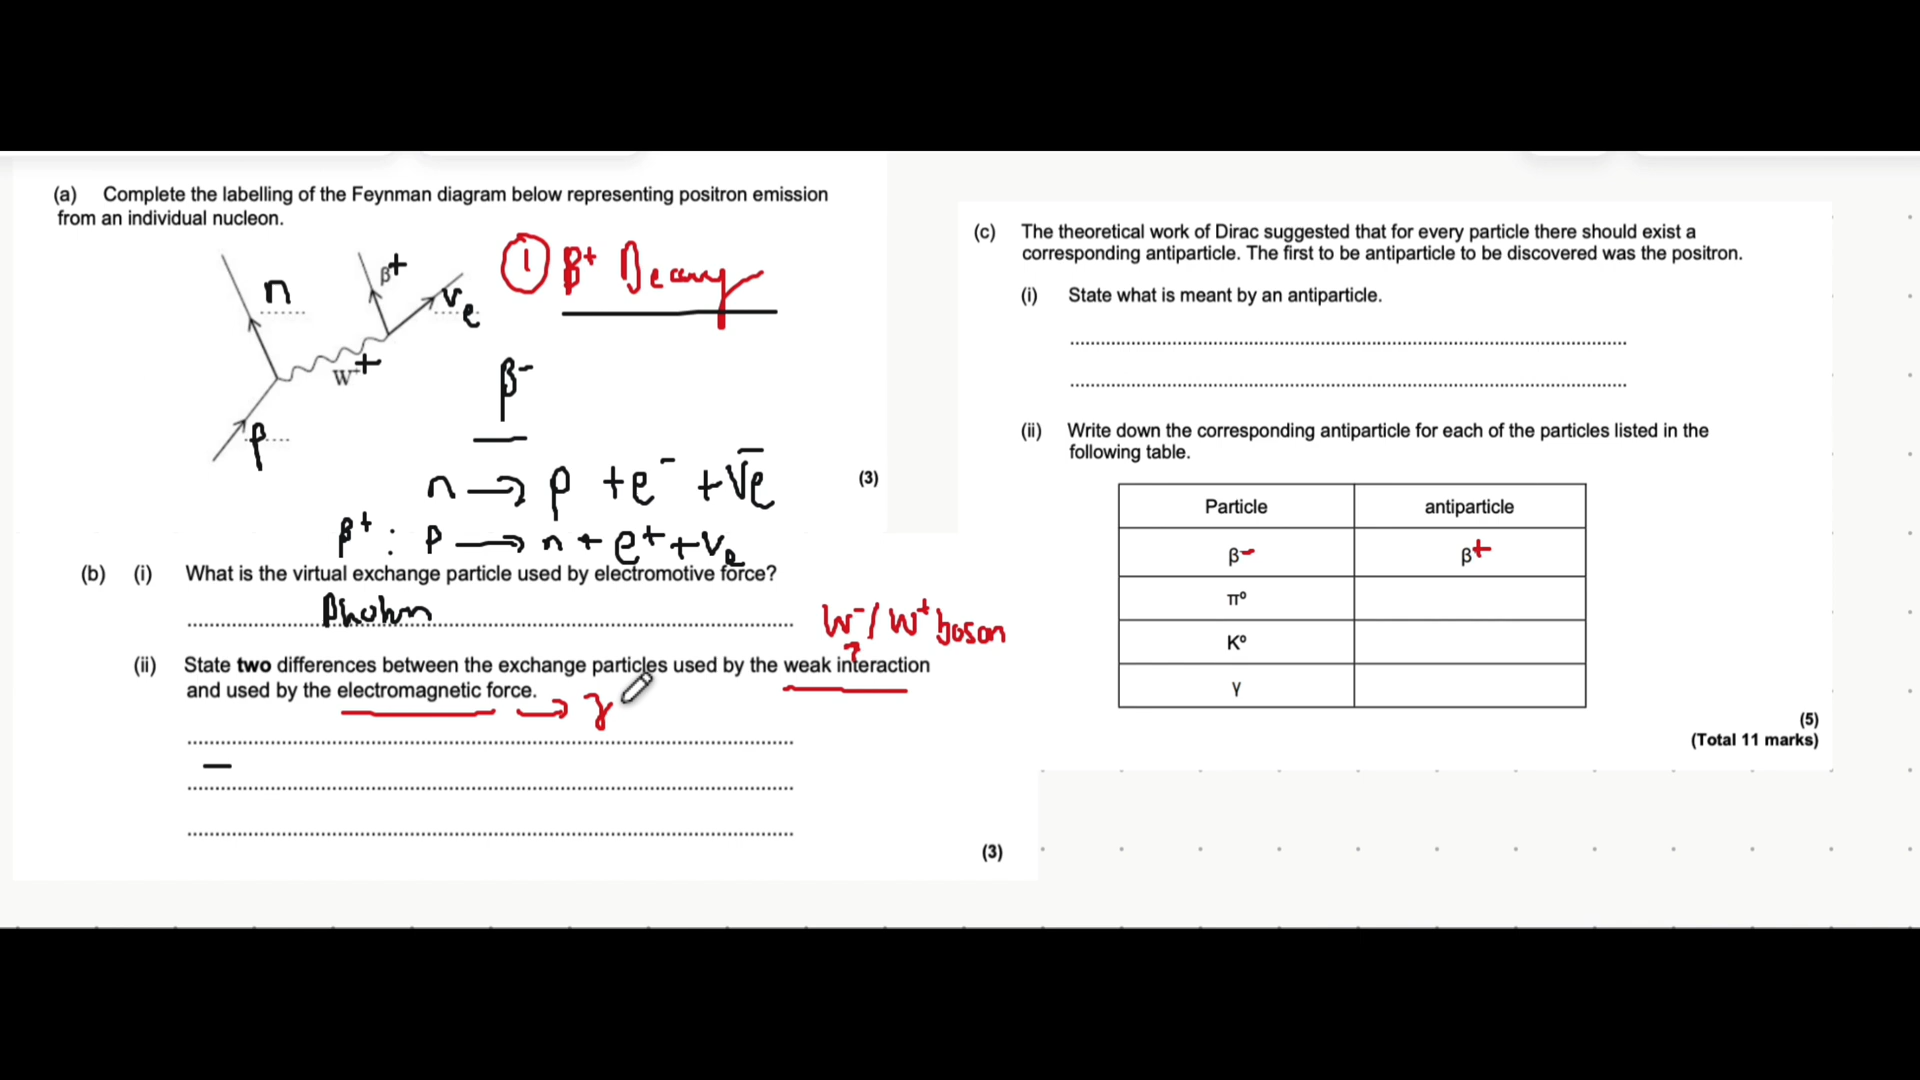 (a) Complete the labelling of the Feynman diagram below representing positron emission
from an individual nucleon.
① β+ Decay
n
β+
νe
W+
p
β-
n → p + e- + ν̄e
(3)
β+ : p → n + e+ + νe
(b) (i) What is the virtual exchange particle used by electromotive force?
Photon
W-/W+ boson
(ii) State two differences between the exchange particles used by the weak interaction
and used by the electromagnetic force. → γ
(3)
(c) The theoretical work of Dirac suggested that for every particle there should exist a
corresponding antiparticle. The first to be antiparticle to be discovered was the positron.
(i) State what is meant by an antiparticle.
(ii) Write down the corresponding antiparticle for each of the particles listed in the
following table.
Particle antiparticle
β- β+
π⁰
K⁰
γ
(5)
(Total 11 marks)